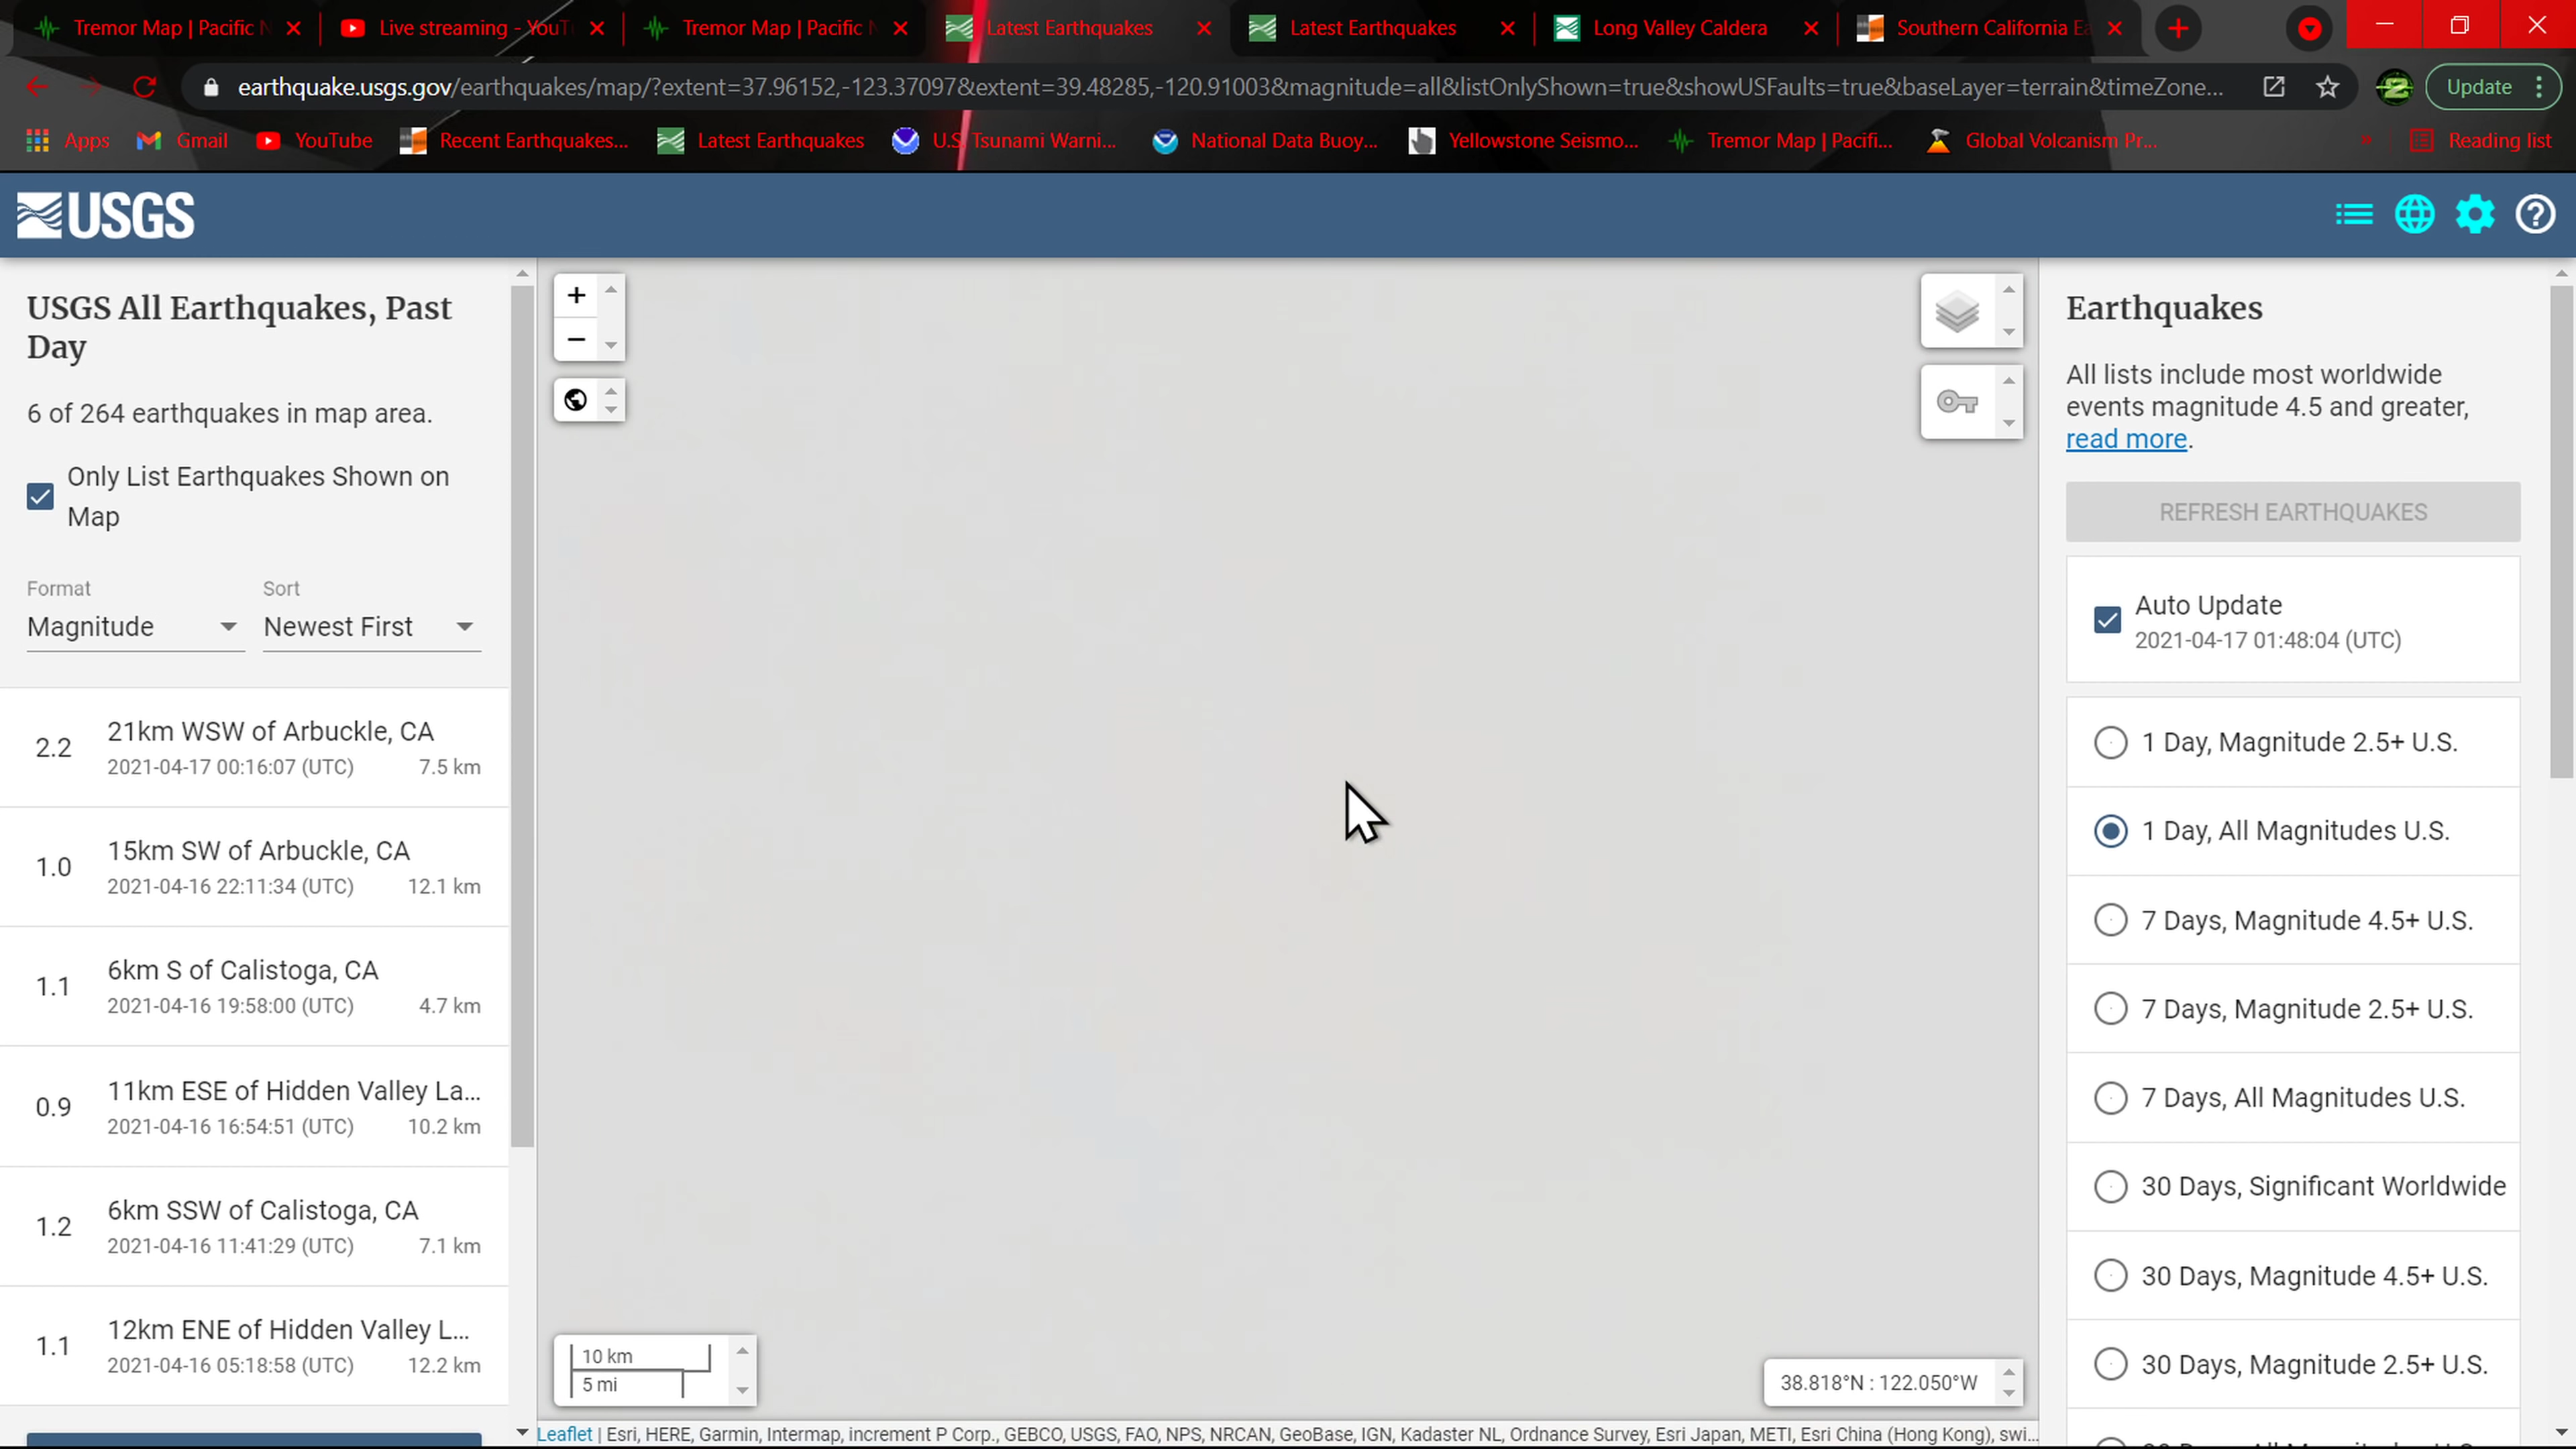 Tremor Map | Pacific N
Live streaming - YouT
Tremor Map | Pacific N
Latest Earthquakes
Latest Earthquakes
Long Valley Caldera
Southern California Ea
earthquake.usgs.gov/earthquakes/map/?extent=37.96152,-123.37097&extent=39.48285,-120.91003&magnitude=all&listOnlyShown=true&showUSFaults=true&baseLayer=terrain&timeZone...
Update
Apps
Gmail
YouTube
Recent Earthquakes...
Latest Earthquakes
U.S. Tsunami Warni...
National Data Buoy...
Yellowstone Seismo...
Tremor Map | Pacifi...
Global Volcanism Pr...
Reading list
USGS
USGS All Earthquakes, Past
Day
6 of 264 earthquakes in map area.
Only List Earthquakes Shown on
Map
Format
Magnitude
Sort
Newest First
2.2
21km WSW of Arbuckle, CA
2021-04-17 00:16:07 (UTC) 7.5 km
1.0
15km SW of Arbuckle, CA
2021-04-16 22:11:34 (UTC) 12.1 km
1.1
6km S of Calistoga, CA
2021-04-16 19:58:00 (UTC) 4.7 km
0.9
11km ESE of Hidden Valley La...
2021-04-16 16:54:51 (UTC) 10.2 km
1.2
6km SSW of Calistoga, CA
2021-04-16 11:41:29 (UTC) 7.1 km
1.1
12km ENE of Hidden Valley L...
2021-04-16 05:18:58 (UTC) 12.2 km
10 km
5 mi
38.818°N : 122.050°W
Leaflet | Esri, HERE, Garmin, Intermap, increment P Corp., GEBCO, USGS, FAO, NPS, NRCAN, GeoBase, IGN, Kadaster NL, Ordnance Survey, Esri Japan, METI, Esri China (Hong Kong), swi...
Earthquakes
All lists include most worldwide
events magnitude 4.5 and greater,
read more.
REFRESH EARTHQUAKES
Auto Update
2021-04-17 01:48:04 (UTC)
1 Day, Magnitude 2.5+ U.S.
1 Day, All Magnitudes U.S.
7 Days, Magnitude 4.5+ U.S.
7 Days, Magnitude 2.5+ U.S.
7 Days, All Magnitudes U.S.
30 Days, Significant Worldwide
30 Days, Magnitude 4.5+ U.S.
30 Days, Magnitude 2.5+ U.S.